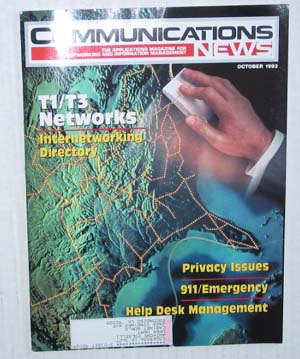 COMMUNICATIONS
NEWS
THE APPLICATIONS MAGAZINE FOR
NETWORKING AND INFORMATION MANAGEMENT
OCTOBER 1993
T1/T3
Networks
Internetworking
Directory
Privacy Issues
911/Emergency
Help Desk Management